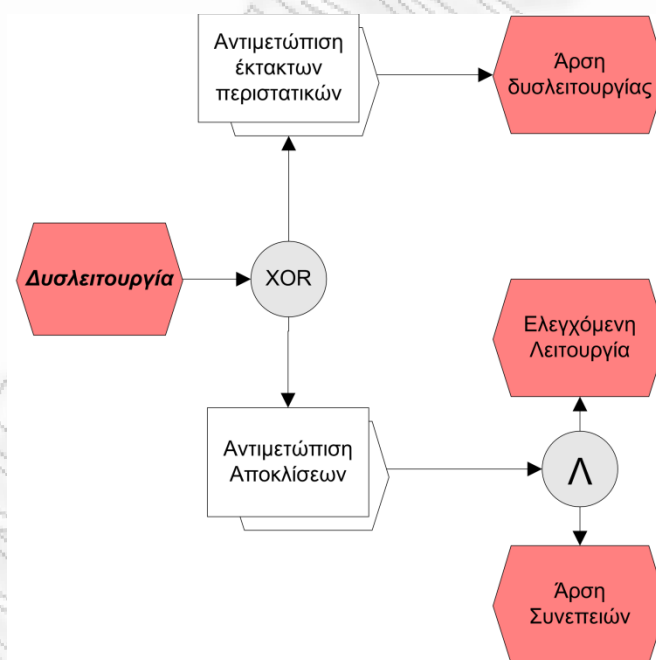 Αντιμετώπιση
έκτακτων
περιστατικών
Άρση
δυσλειτουργίας
Δυσλειτουργία
XOR
Ελεγχόμενη
Λειτουργία
Αντιμετώπιση
Αποκλίσεων
Λ
Άρση
Συνεπειών